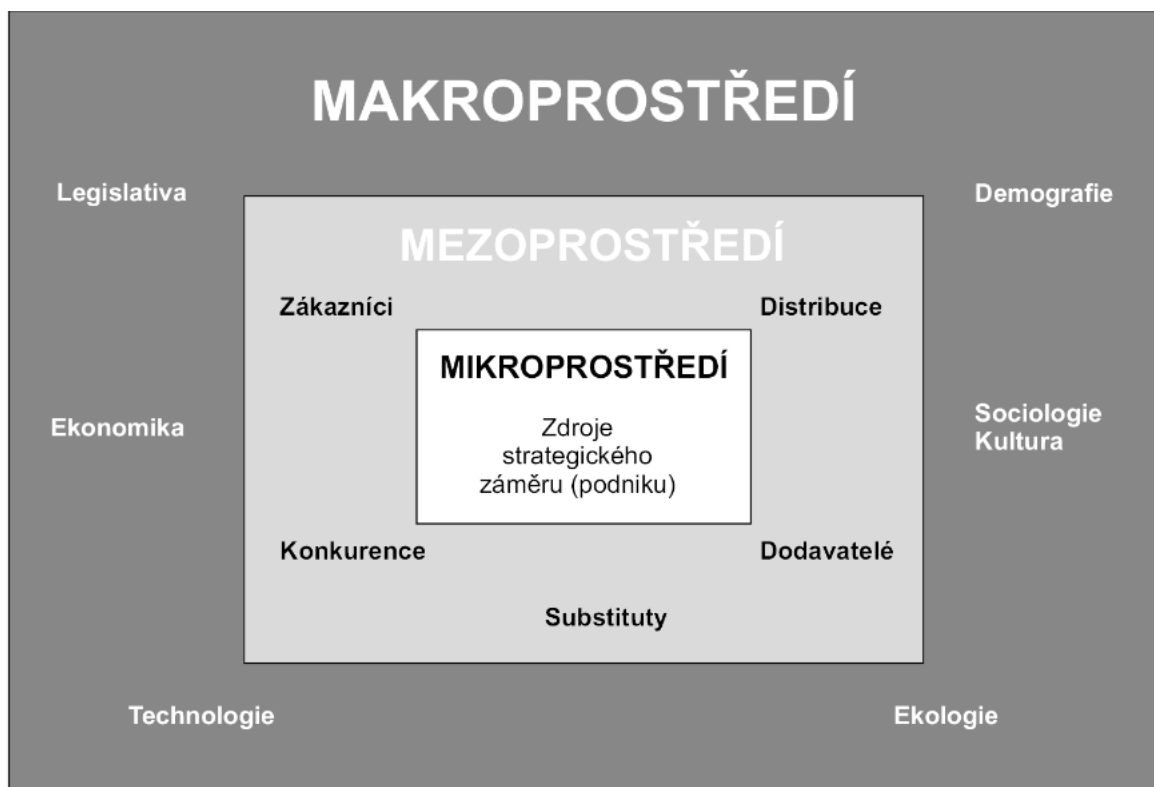 MAKROPROSTŘEDÍ
Legislativa
Demografie
MEZOPROSTŘEDÍ
Zákazníci
Distribuce
MIKROPROSTŘEDÍ
Zdroje
strategického
záměru (podniku)
Ekonomika
Sociologie
Kultura
Konkurence
Dodavatelé
Substituty
Technologie
Ekologie